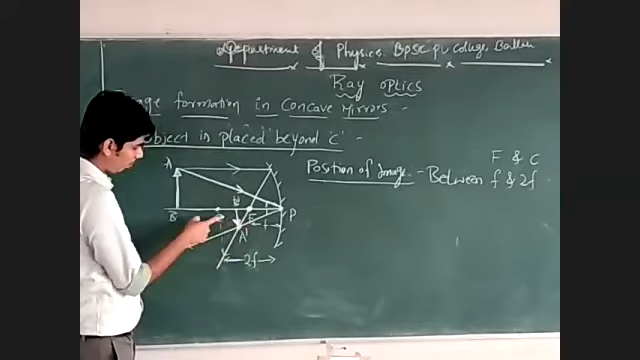 Department of Physics BPSC PU College Ballari
Ray optics
Image formation in Concave Mirrors :-
Object is placed beyond 'C' -
F & C
Position of Image - Between f & 2f
A
B
B'
F
P
f
A'
2f